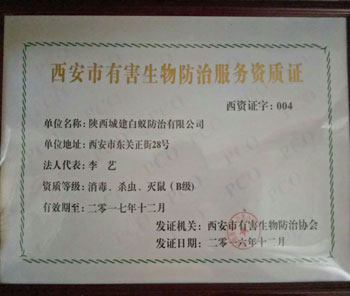 西安市有害生物防治服务资质证
西资证字：004
单位名称：陕西城建白蚁防治有限公司
单位地址：西安市东关正街28号
法人代表：李 艺
资质等级：消毒、杀虫、灭鼠（B级）
有效期至：二〇一七年十二月
发证机关：西安市有害生物防治协会
发证日期：二〇一六年十二月